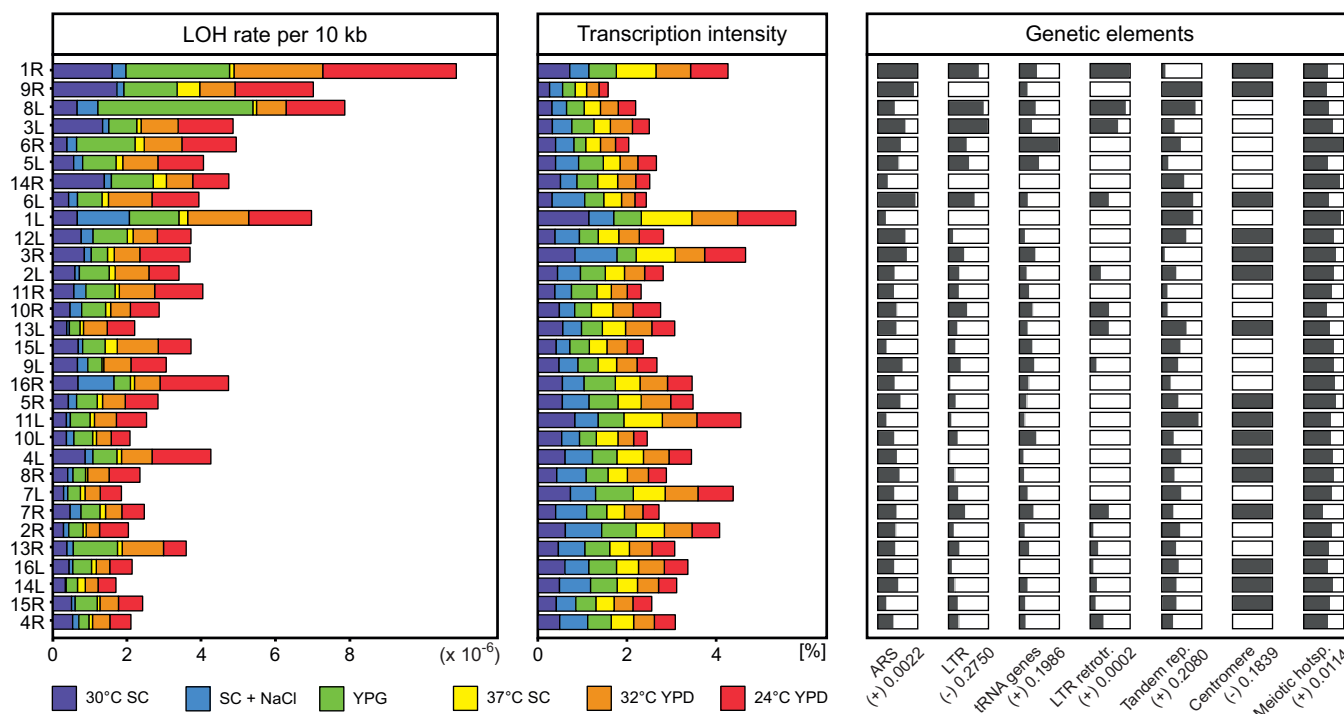 LOH rate per 10 kb
Transcription intensity
Genetic elements
1R
9R
8L
3L
6R
5L
14R
6L
1L
12L
3R
2L
11R
10R
13L
15L
9L
16R
5R
11L
10L
4L
8R
7L
7R
2R
13R
16L
14L
15R
4R
0 2 4 6 8 (x 10-6)
0 2 4 [%]
ARS
(+) 0.0022
LTR
(-) 0.2750
tRNA genes
(+) 0.1986
LTR retrotr.
(+) 0.0002
Tandem rep.
(+) 0.2080
Centromere
(-) 0.1839
Meiotic hotsp.
(+) 0.0114
30°C SC
SC + NaCl
YPG
37°C SC
32°C YPD
24°C YPD